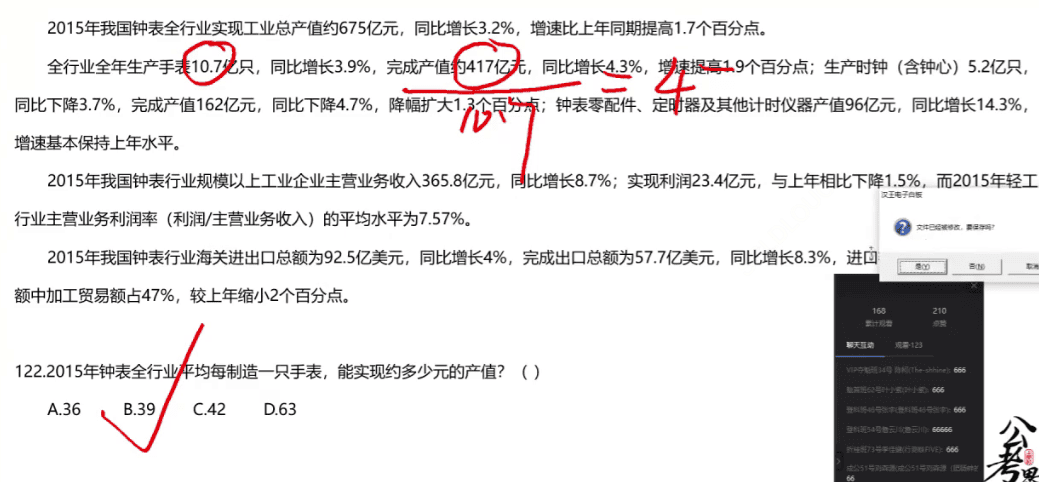 2015年我国钟表全行业实现工业总产值约675亿元，同比增长3.2%，增速比上年同期提高1.7个百分点。
全行业全年生产手表10.7亿只，同比增长3.9%，完成产值约417亿元，同比增长4.3%，增速提高1.9个百分点；生产时钟（含钟心）5.2亿只，
同比下降3.7%，完成产值162亿元，同比下降4.7%，降幅扩大1.3个百分点；钟表零配件、定时器及其他计时仪器产值96亿元，同比增长14.3%，
增速基本保持上年水平。
2015年我国钟表行业规模以上工业企业主营业务收入365.8亿元，同比增长8.7%；实现利润23.4亿元，与上年相比下降1.5%，而2015年轻工
行业主营业务利润率（利润/主营业务收入）的平均水平为7.57%。
汉王电子白板
文件已经被修改，要保存吗?
2015年我国钟表行业海关进出口总额为92.5亿美元，同比增长4%，完成出口总额为57.7亿美元，同比增长8.3%，进口
是(Y) 否(N) 取消
额中加工贸易额占47%，较上年缩小2个百分点。
= 4
107
168 210
累计观看 点赞
聊天互动 观看·123
122.2015年钟表全行业平均每制造一只手表，能实现约多少元的产值？（ ）
A.36 B.39 C.42 D.63
666
666
666
66666
666
66
公考